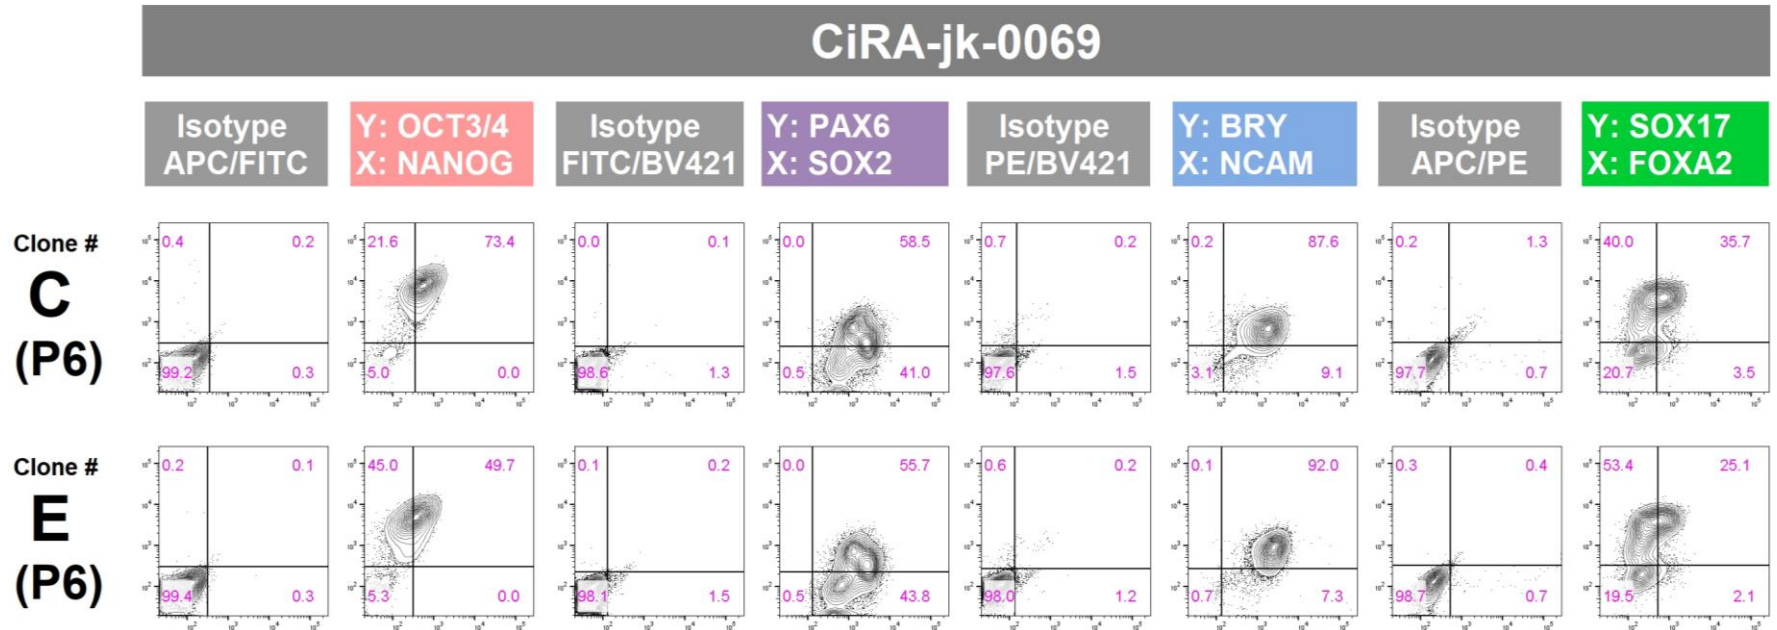 CiRA-jk-0069
Isotype
APC/FITC
Y: OCT3/4
X: NANOG
Isotype
FITC/BV421
Y: PAX6
X: SOX2
Isotype
PE/BV421
Y: BRY
X: NCAM
Isotype
APC/PE
Y: SOX17
X: FOXA2
Clone #
C
(P6)
0.4 0.2
99.2 0.3
21.6 73.4
5.0 0.0
0.0 0.1
98.6 1.3
0.0 58.5
0.5 41.0
0.7 0.2
97.6 1.5
0.2 87.6
3.1 9.1
0.2 1.3
97.7 0.7
40.0 35.7
20.7 3.5
Clone #
E
(P6)
0.2 0.1
99.4 0.3
45.0 49.7
5.3 0.0
0.1 0.2
98.1 1.5
0.0 55.7
0.5 43.8
0.6 0.2
98.0 1.2
0.1 92.0
0.7 7.3
0.3 0.4
98.7 0.7
53.4 25.1
19.5 2.1